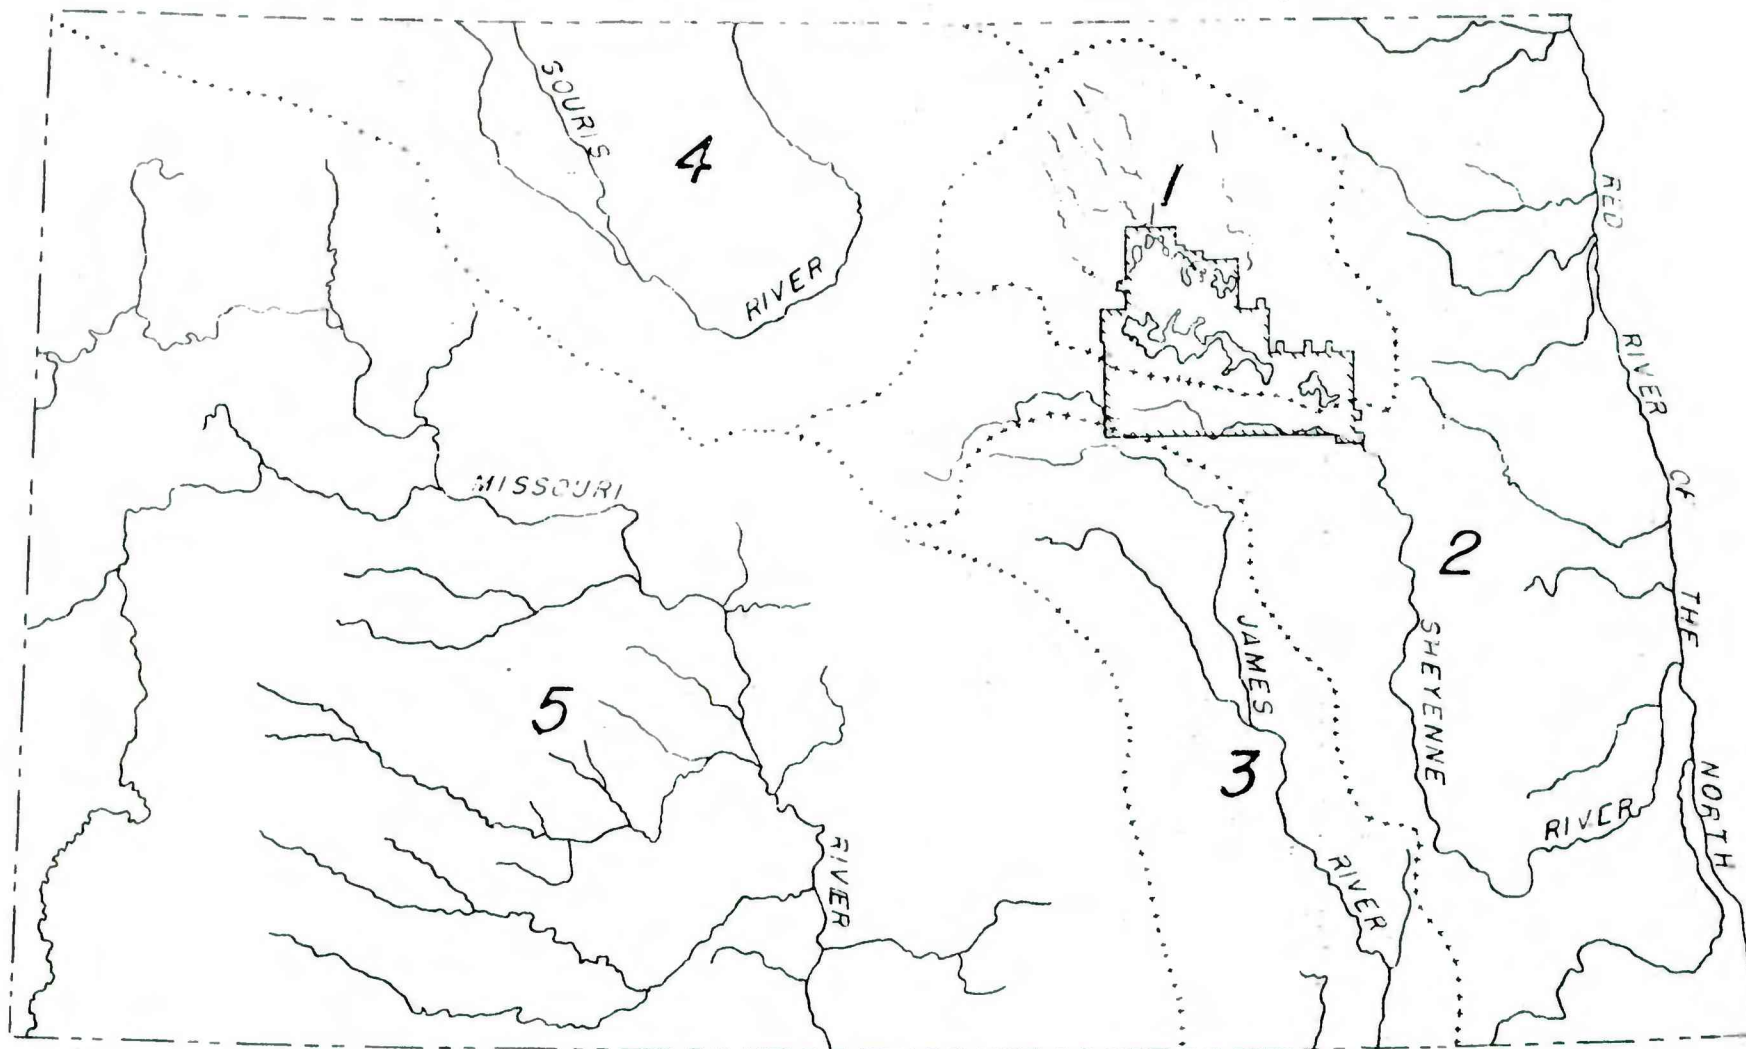 SOURIS
RIVER
4
1
RED
RIVER
Of
THE
NORTH
MISSOURI
RIVER
5
2
SHEYENNE
RIVER
JAMES
RIVER
3